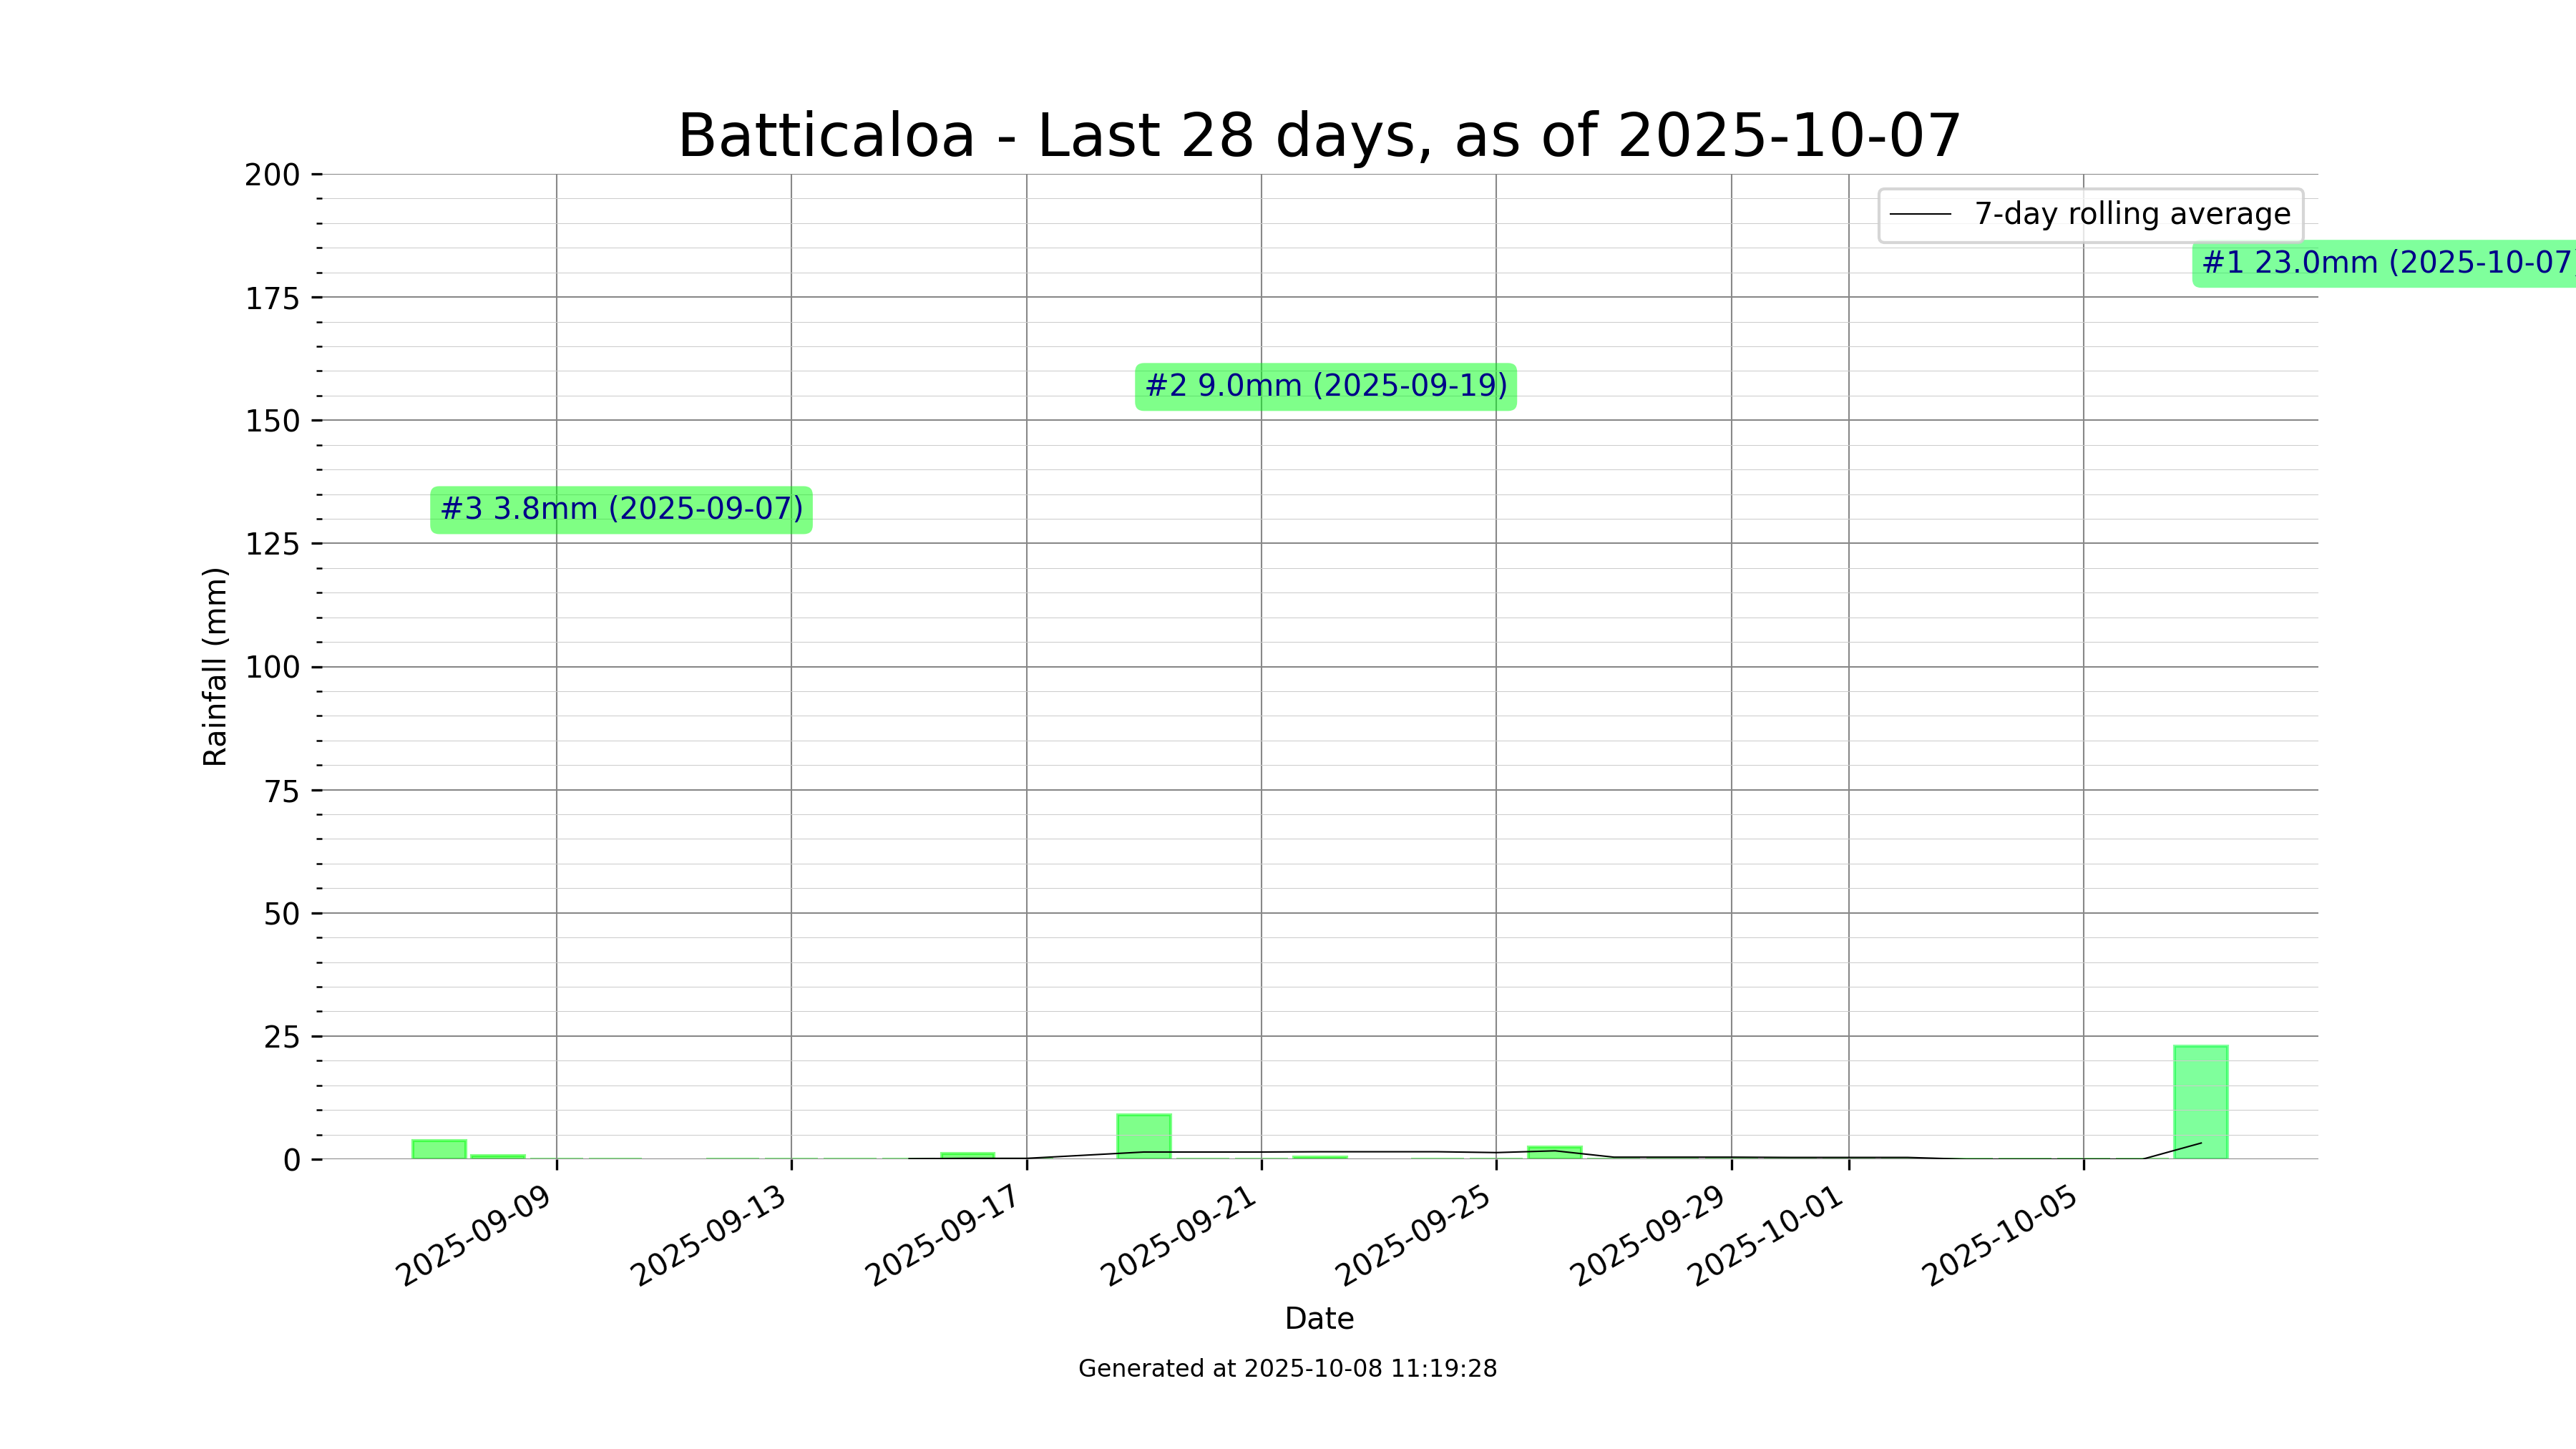 Batticaloa - Last 28 days, as of 2025-10-07
200
175
150
125
100
75
50
25
0
Rainfall (mm)
7-day rolling average
#1 23.0mm (2025-10-07)
#2 9.0mm (2025-09-19)
#3 3.8mm (2025-09-07)
2025-09-09
2025-09-13
2025-09-17
2025-09-21
2025-09-25
2025-09-29
2025-10-01
2025-10-05
Date
Generated at 2025-10-08 11:19:28